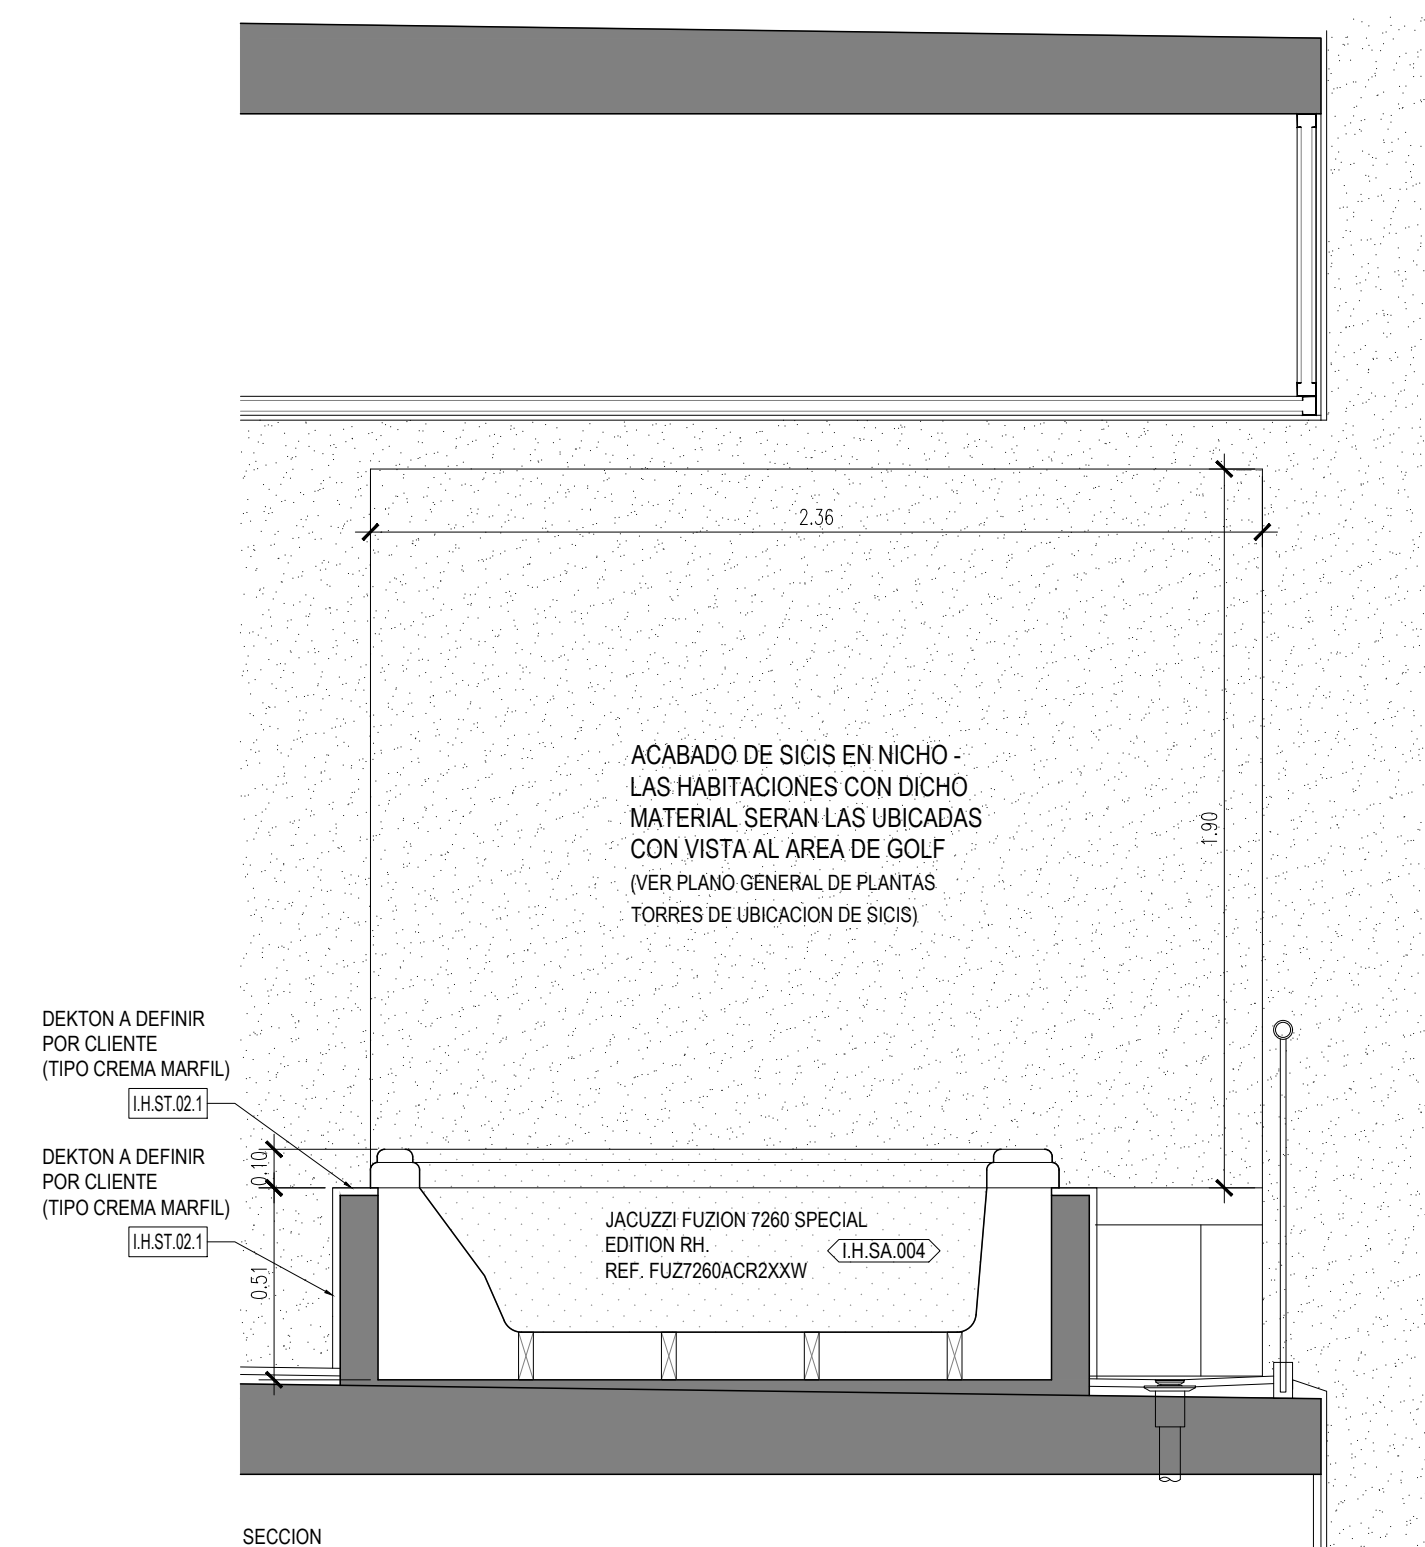 2.36
ACABADO DE SICIS EN NICHO -
LAS HABITACIONES CON DICHO
MATERIAL SERAN LAS UBICADAS
CON VISTA AL AREA DE GOLF
(VER PLANO GENERAL DE PLANTAS
TORRES DE UBICACION DE SICIS)
1.90
DEKTON A DEFINIR
POR CLIENTE
(TIPO CREMA MARFIL)
I.H.ST.02.1
DEKTON A DEFINIR
POR CLIENTE
(TIPO CREMA MARFIL)
I.H.ST.02.1
0.10
0.51
JACUZZI FUZION 7260 SPECIAL
EDITION RH.
REF. FUZ7260ACR2XXW
I.H.SA.004
SECCION